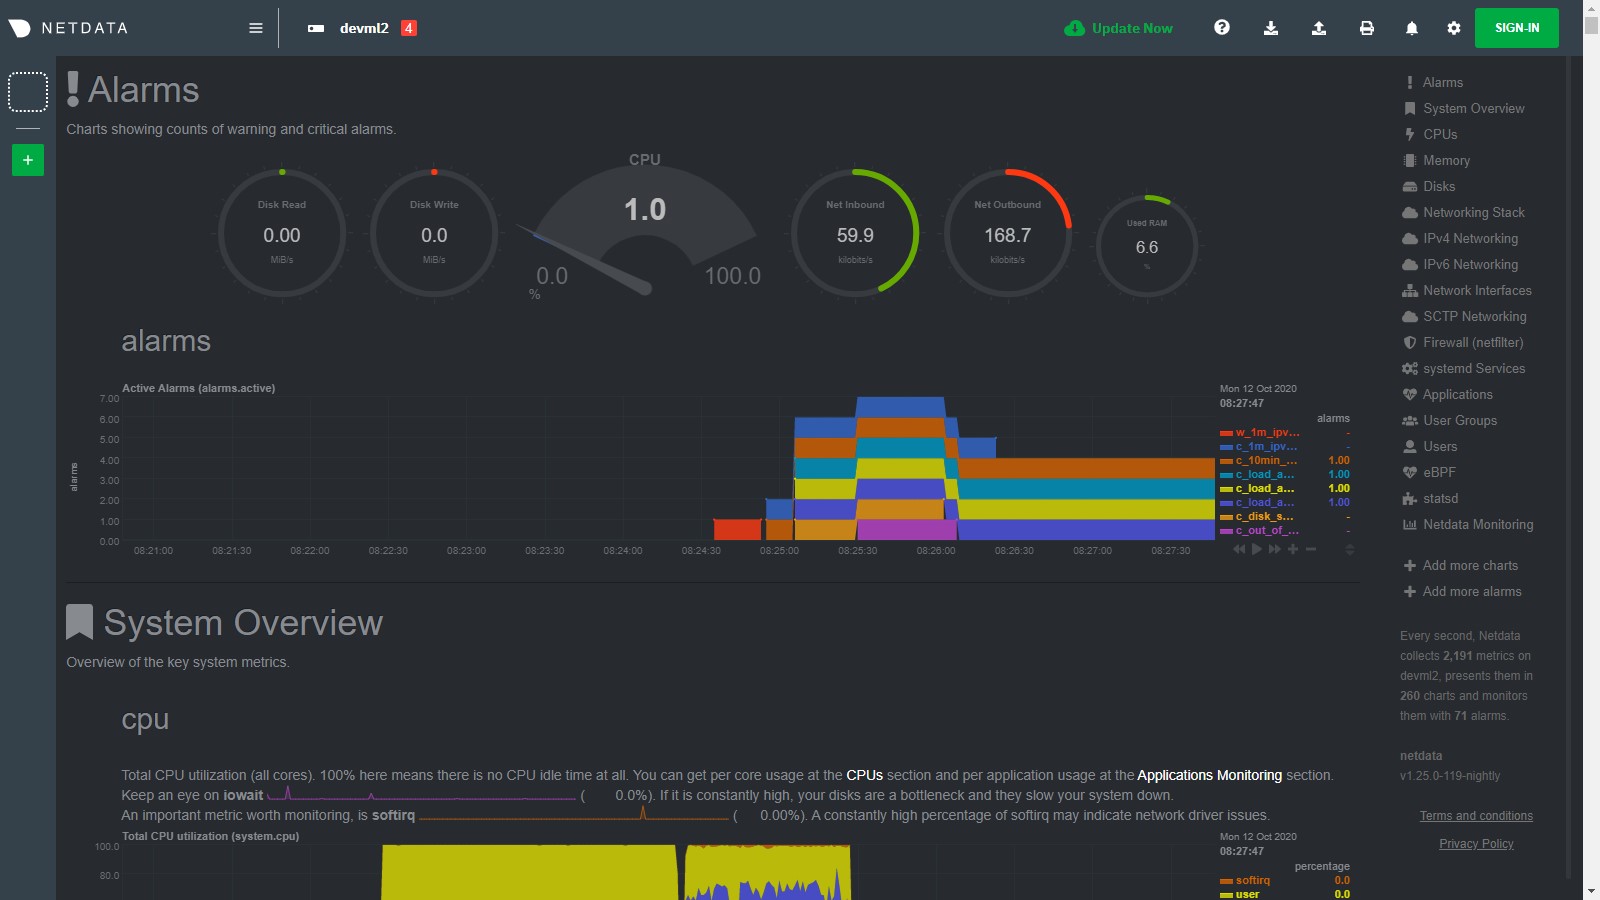 NETDATA
devml2 4
Update Now
SIGN-IN
+
Alarms
Charts showing counts of warning and critical alarms.
Disk Read
0.00
MiB/s
Disk Write
0.0
MiB/s
CPU
1.0
0.0
100.0
%
Net Inbound
59.9
kilobits/s
Net Outbound
168.7
kilobits/s
Used RAM
6.6
%
alarms
Active Alarms (alarms.active)
Mon 12 Oct 2020
08:27:47
alarms
7.00
6.00
5.00
4.00
3.00
2.00
1.00
0.00
alarms
08:21:00 08:21:30 08:22:00 08:22:30 08:23:00 08:23:30 08:24:00 08:24:30 08:25:00 08:25:30 08:26:00 08:26:30 08:27:00 08:27:30
w_1m_ipv... -
c_1m_ipv... -
c_10min_... 1.00
c_load_a... 1.00
c_load_a... 1.00
c_load_a... 1.00
c_disk_s... -
c_out_of_... -
System Overview
Overview of the key system metrics.
cpu
Total CPU utilization (all cores). 100% here means there is no CPU idle time at all. You can get per core usage at the CPUs section and per application usage at the Applications Monitoring section.
Keep an eye on iowait ( 0.0%). If it is constantly high, your disks are a bottleneck and they slow your system down.
An important metric worth monitoring, is softirq ( 0.00%). A constantly high percentage of softirq may indicate network driver issues.
Total CPU utilization (system.cpu)
Mon 12 Oct 2020
08:27:47
percentage
100.0
80.0
softirq 0.0
user 0.0
Alarms
System Overview
CPUs
Memory
Disks
Networking Stack
IPv4 Networking
IPv6 Networking
Network Interfaces
SCTP Networking
Firewall (netfilter)
systemd Services
Applications
User Groups
Users
eBPF
statsd
Netdata Monitoring
Add more charts
Add more alarms
Every second, Netdata
collects 2,191 metrics on
devml2, presents them in
260 charts and monitors
them with 71 alarms.
netdata
v1.25.0-119-nightly
Terms and conditions
Privacy Policy